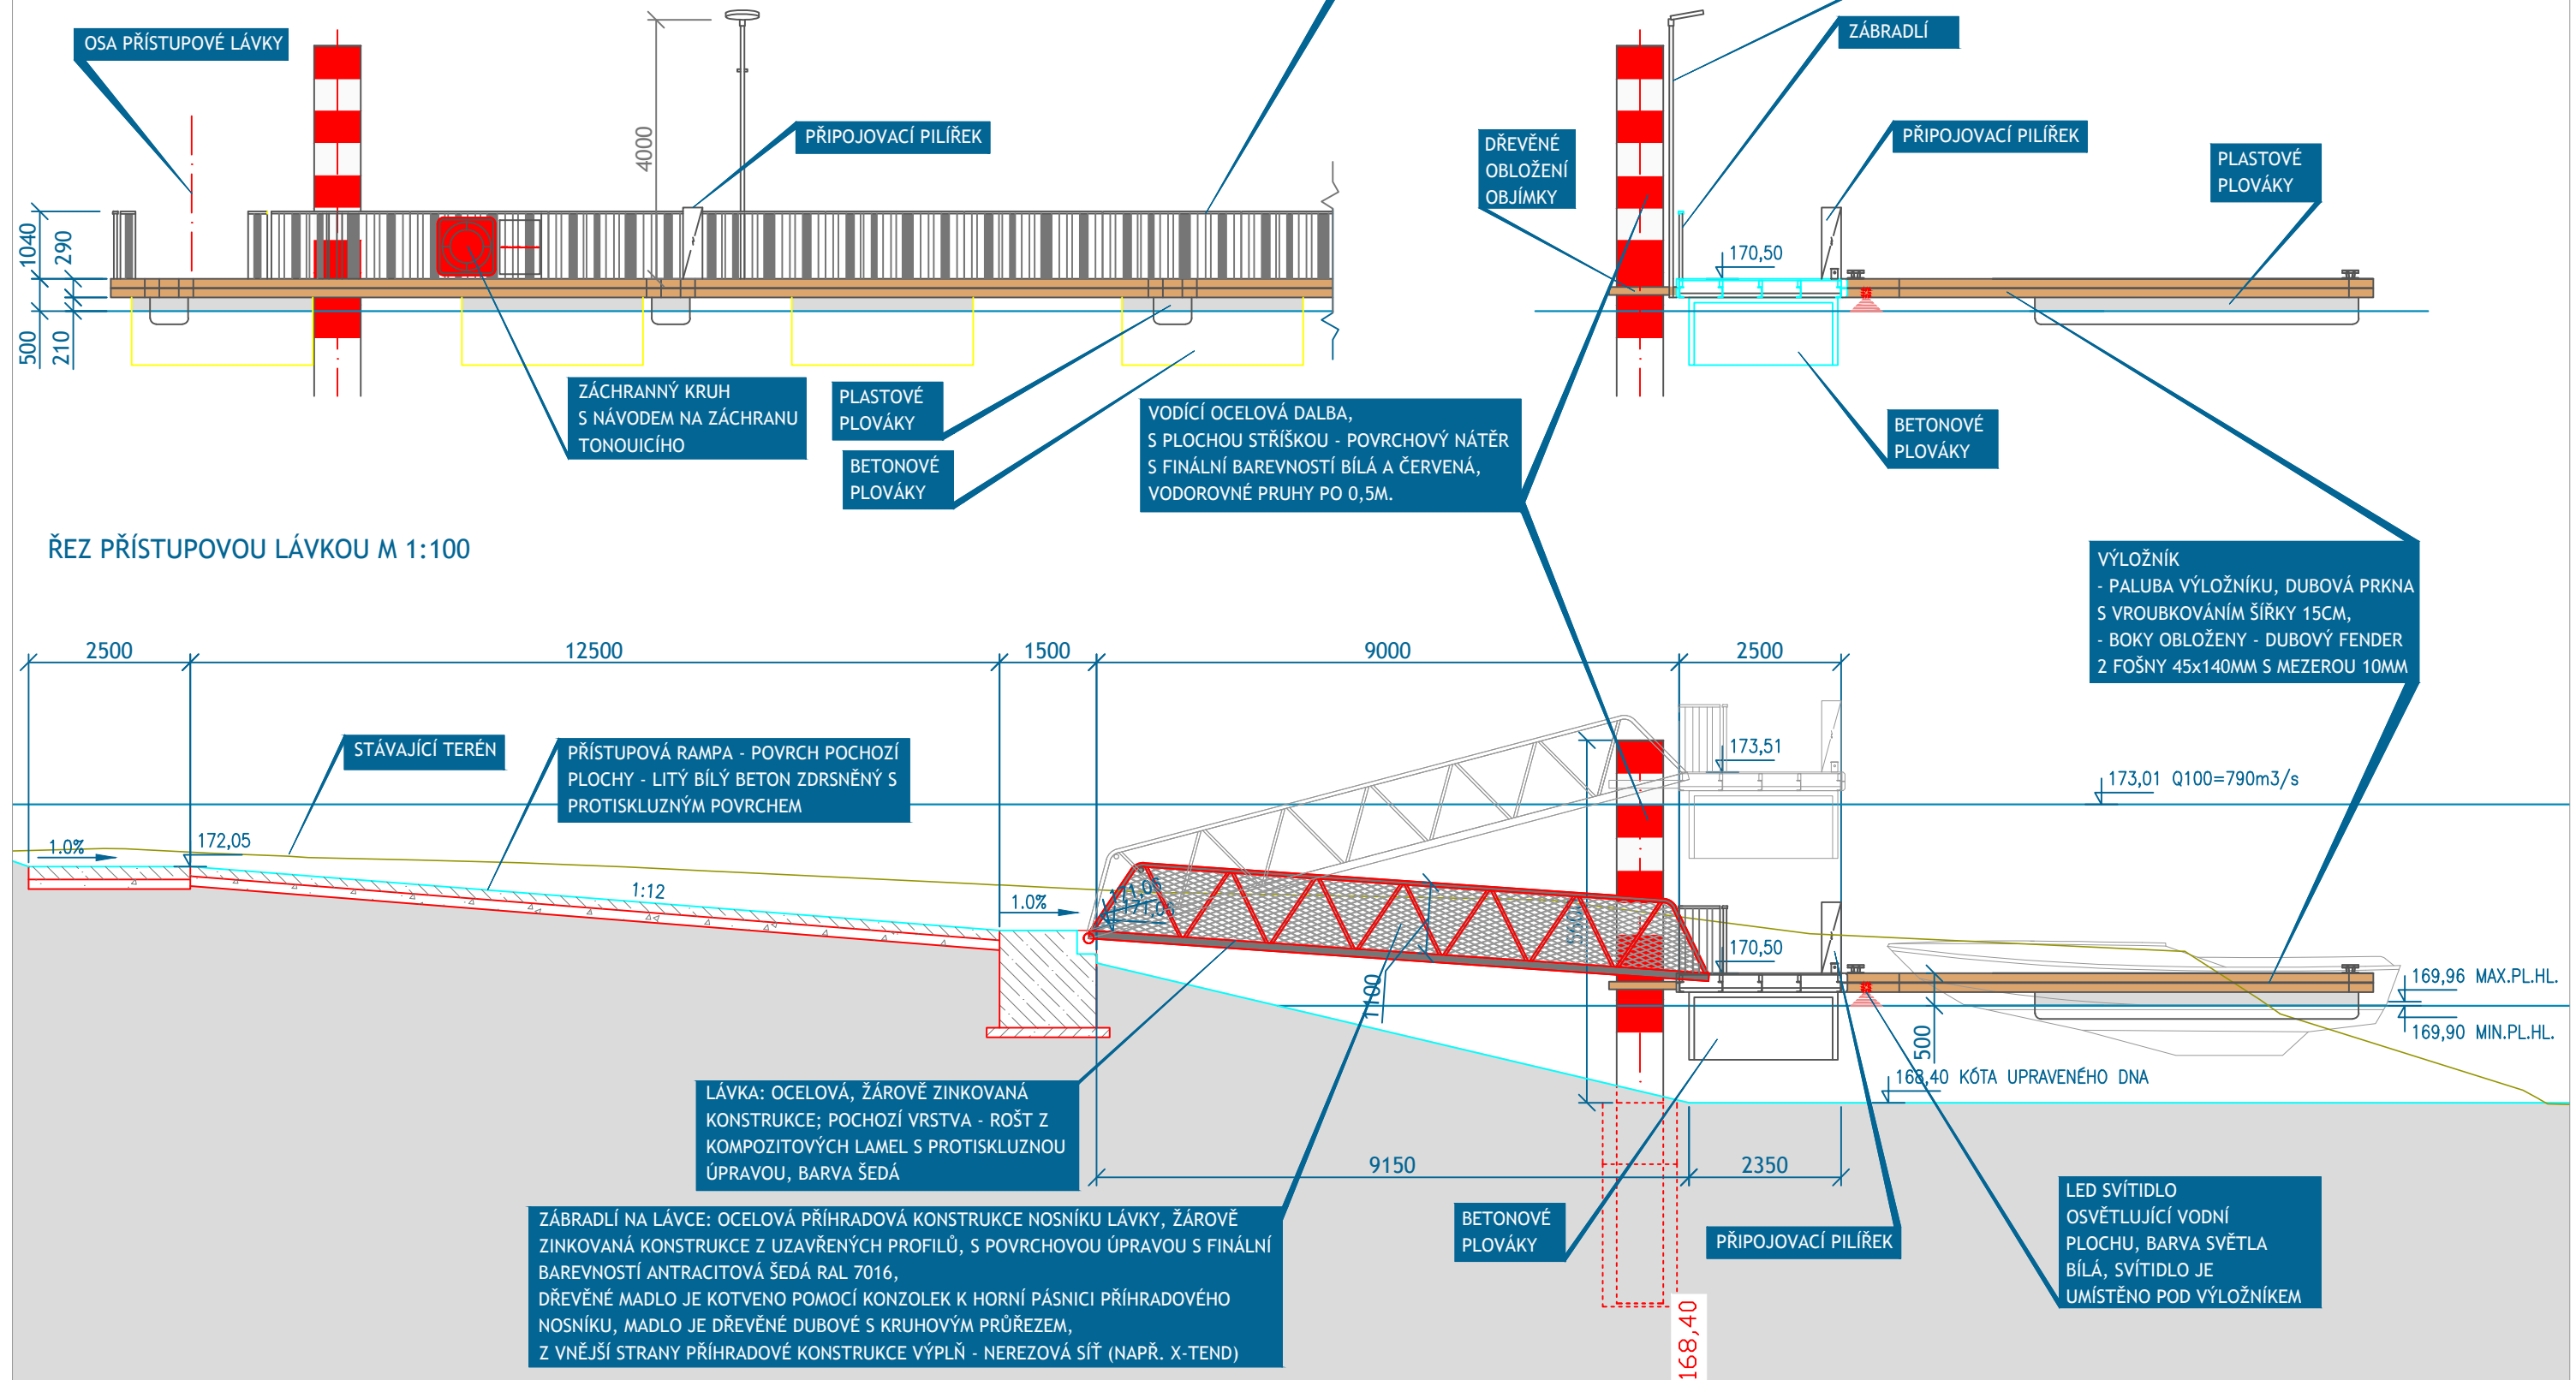 OSA PŘÍSTUPOVÉ LÁVKY
4000
PŘIPOJOVACÍ PILÍŘEK
1040
290
500
210
ZÁCHRANNÝ KRUH
S NÁVODEM NA ZÁCHRANU
TONOUICÍHO
PLASTOVÉ
PLOVÁKY
BETONOVÉ
PLOVÁKY
ZÁBRADLÍ
DŘEVĚNÉ
OBLOŽENÍ
OBJÍMKY
PŘIPOJOVACÍ PILÍŘEK
PLASTOVÉ
PLOVÁKY
170,50
BETONOVÉ
PLOVÁKY
VODÍCÍ OCELOVÁ DALBA,
S PLOCHOU STŘÍŠKOU - POVRCHOVÝ NÁTĚR
S FINÁLNÍ BAREVNOSTÍ BÍLÁ A ČERVENÁ,
VODOROVNÉ PRUHY PO 0,5M.
ŘEZ PŘÍSTUPOVOU LÁVKOU M 1:100
VÝLOŽNÍK
- PALUBA VÝLOŽNÍKU, DUBOVÁ PRKNA
S VROUBKOVÁNÍM ŠÍŘKY 15CM,
- BOKY OBLOŽENY - DUBOVÝ FENDER
2 FOŠNY 45x140MM S MEZEROU 10MM
2500
12500
1500
9000
2500
STÁVAJÍCÍ TERÉN
PŘÍSTUPOVÁ RAMPA - POVRCH POCHOZÍ
PLOCHY - LITÝ BÍLÝ BETON ZDRSNĚNÝ S
PROTISKLUZNÝM POVRCHEM
173,51
173,01 Q100=790m3/s
1.0%
172,05
1:12
1.0%
171,05
171,05
170,50
1100
169,96 MAX.PL.HL.
169,90 MIN.PL.HL.
500
168,40 KÓTA UPRAVENÉHO DNA
LÁVKA: OCELOVÁ, ŽÁROVĚ ZINKOVANÁ
KONSTRUKCE; POCHOZÍ VRSTVA - ROŠT Z
KOMPOZITOVÝCH LAMEL S PROTISKLUZNOU
ÚPRAVOU, BARVA ŠEDÁ
9150
2350
ZÁBRADLÍ NA LÁVCE: OCELOVÁ PŘÍHRADOVÁ KONSTRUKCE NOSNÍKU LÁVKY, ŽÁROVĚ
ZINKOVANÁ KONSTRUKCE Z UZAVŘENÝCH PROFILŮ, S POVRCHOVOU ÚPRAVOU S FINÁLNÍ
BAREVNOSTÍ ANTRACITOVÁ ŠEDÁ RAL 7016,
DŘEVĚNÉ MADLO JE KOTVENO POMOCÍ KONZOLEK K HORNÍ PÁSNICI PŘÍHRADOVÉHO
NOSNÍKU, MADLO JE DŘEVĚNÉ DUBOVÉ S KRUHOVÝM PRŮŘEZEM,
Z VNĚJŠÍ STRANY PŘÍHRADOVÉ KONSTRUKCE VÝPLŇ - NEREZOVÁ SÍŤ (NAPŘ. X-TEND)
BETONOVÉ
PLOVÁKY
PŘIPOJOVACÍ PILÍŘEK
LED SVÍTIDLO
OSVĚTLUJÍCÍ VODNÍ
PLOCHU, BARVA SVĚTLA
BÍLÁ, SVÍTIDLO JE
UMÍSTĚNO POD VÝLOŽNÍKEM
168,40